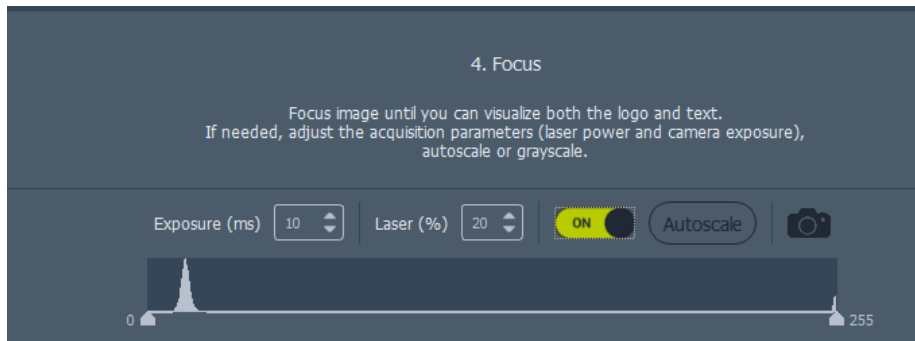 4. Focus
Focus image until you can visualize both the logo and text.
If needed, adjust the acquisition parameters (laser power and camera exposure),
autoscale or grayscale.
Exposure (ms) 10 Laser (%) 20 ON Autoscale
0 255